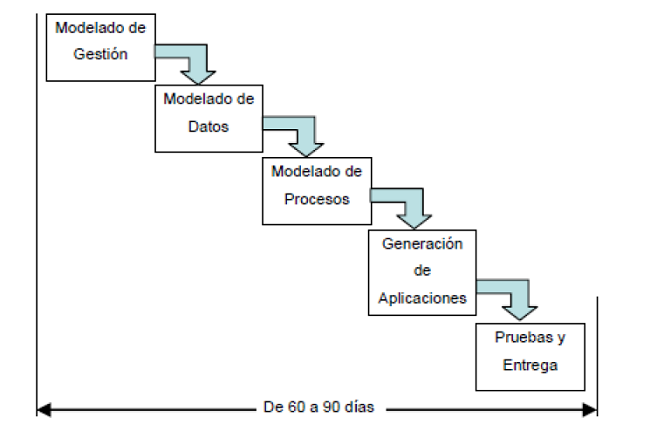 Modelado de
Gestión
Modelado de
Datos
Modelado de
Procesos
Generación
de
Aplicaciones
Pruebas y
Entrega
De 60 a 90 días